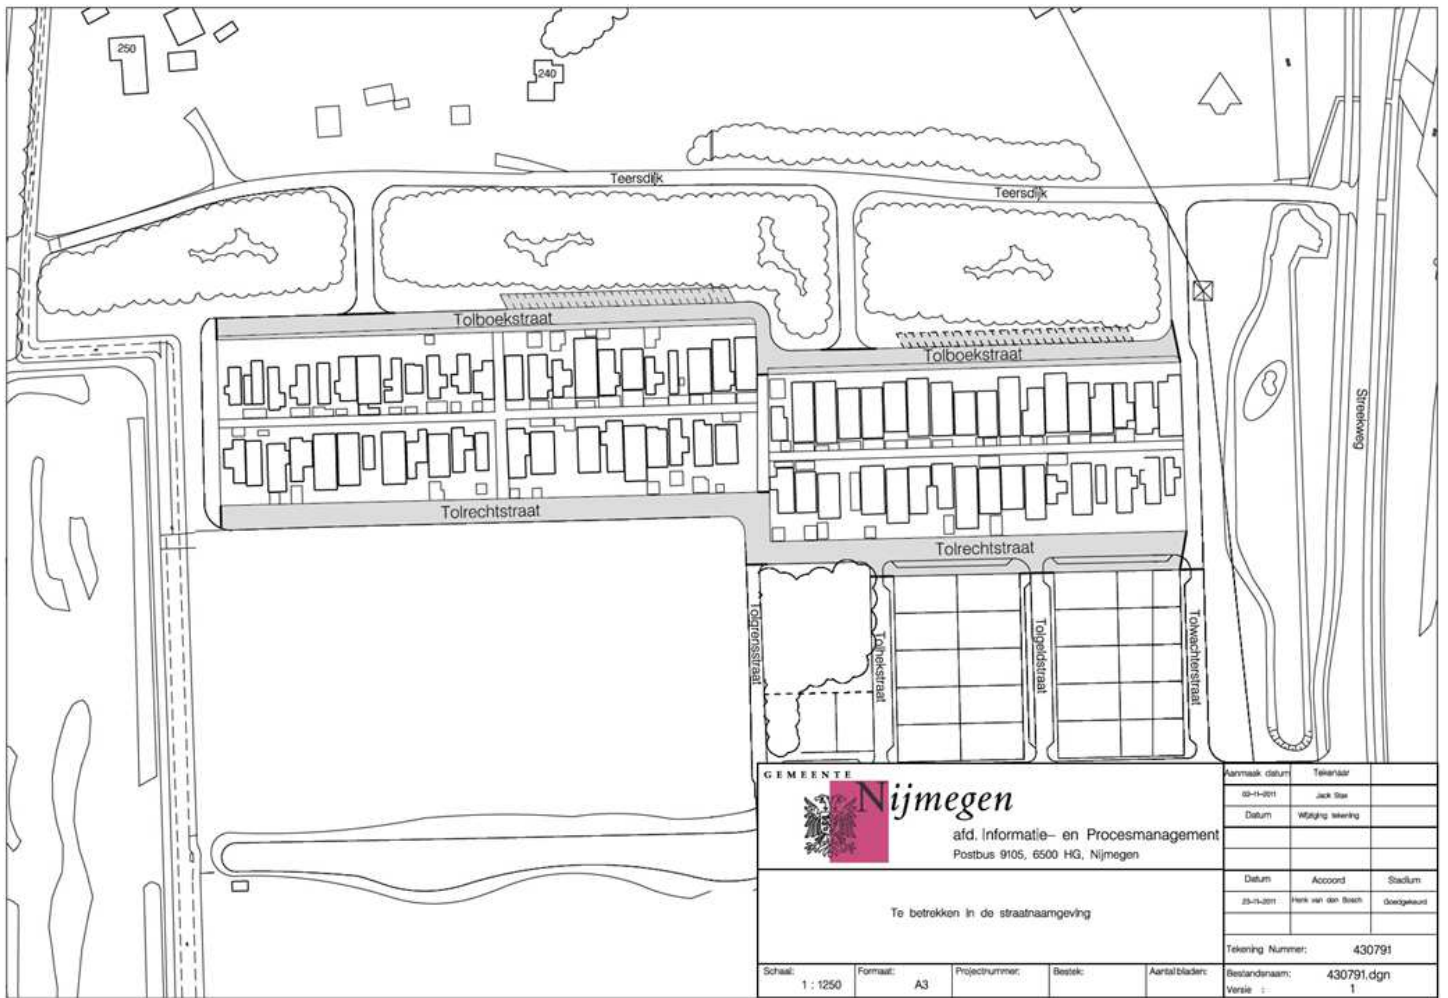 250
240
Teersdijk
Teersdijk
Tolboekstraat
Tolboekstraat
Streekweg
Tolrechtstraat
Tolrechtstraat
Tolgrensstraat
Tolhekstraat
Tolgeldstraat
Tolwachterstraat
GEMEENTE
Nijmegen
afd. Informatie- en Procesmanagement
Postbus 9105, 6500 HG, Nijmegen
Te betrekken in de straatnaamgeving
Schaal: Formaat: Projectnummer: Bestek: Aantal bladen:
1 : 1250 A3
Aanmaak datum Tekenaar
02-11-2011 Jack
Datum Wijziging tekening
Datum Accoord Stadium
23-11-2011 Henk van den Bosch Goedgekeurd
Tekening Nummer: 430791
Bestandsnaam: 430791.dgn
Versie : 1